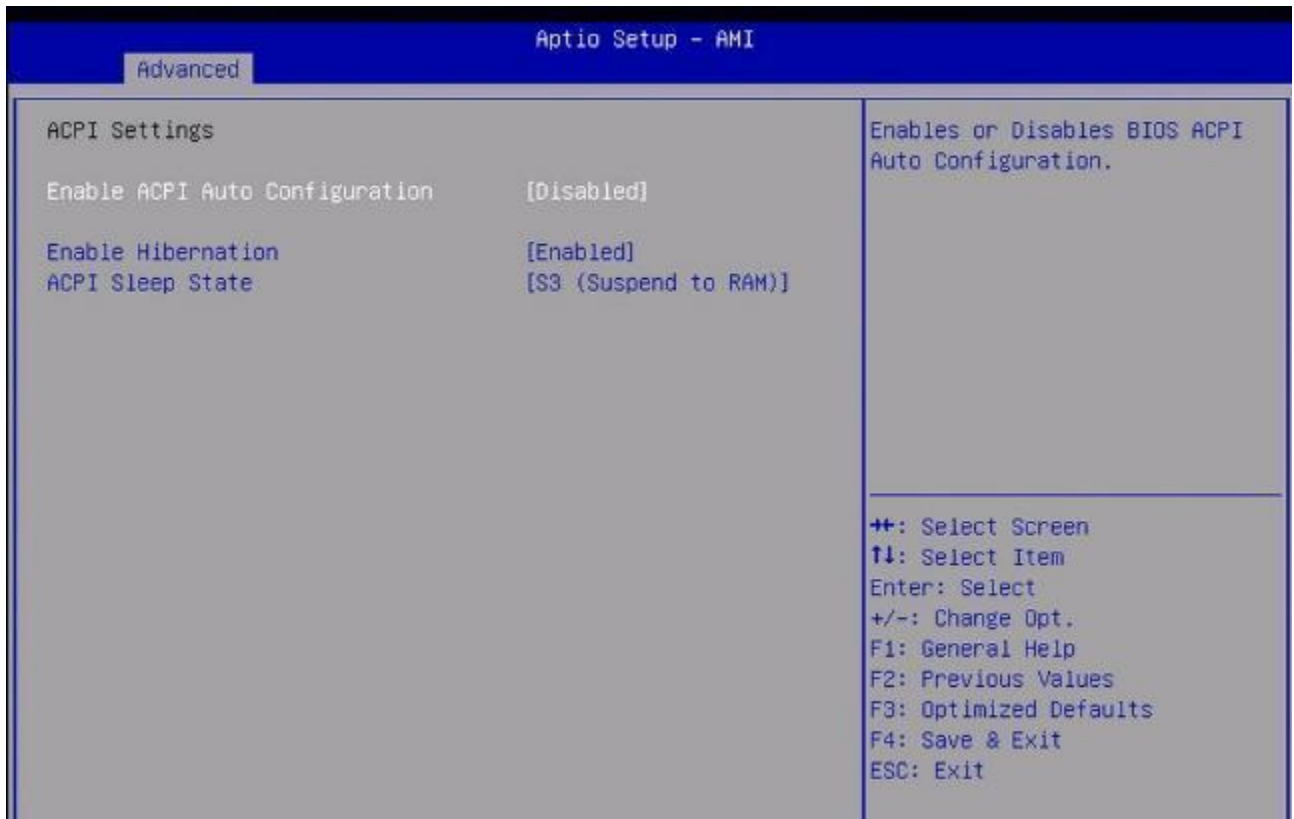 Aptio Setup – AMI
Advanced
ACPI Settings
Enable ACPI Auto Configuration [Disabled]
Enable Hibernation [Enabled]
ACPI Sleep State [S3 (Suspend to RAM)]
Enables or Disables BIOS ACPI
Auto Configuration.
→←: Select Screen
↑↓: Select Item
Enter: Select
+/-: Change Opt.
F1: General Help
F2: Previous Values
F3: Optimized Defaults
F4: Save & Exit
ESC: Exit